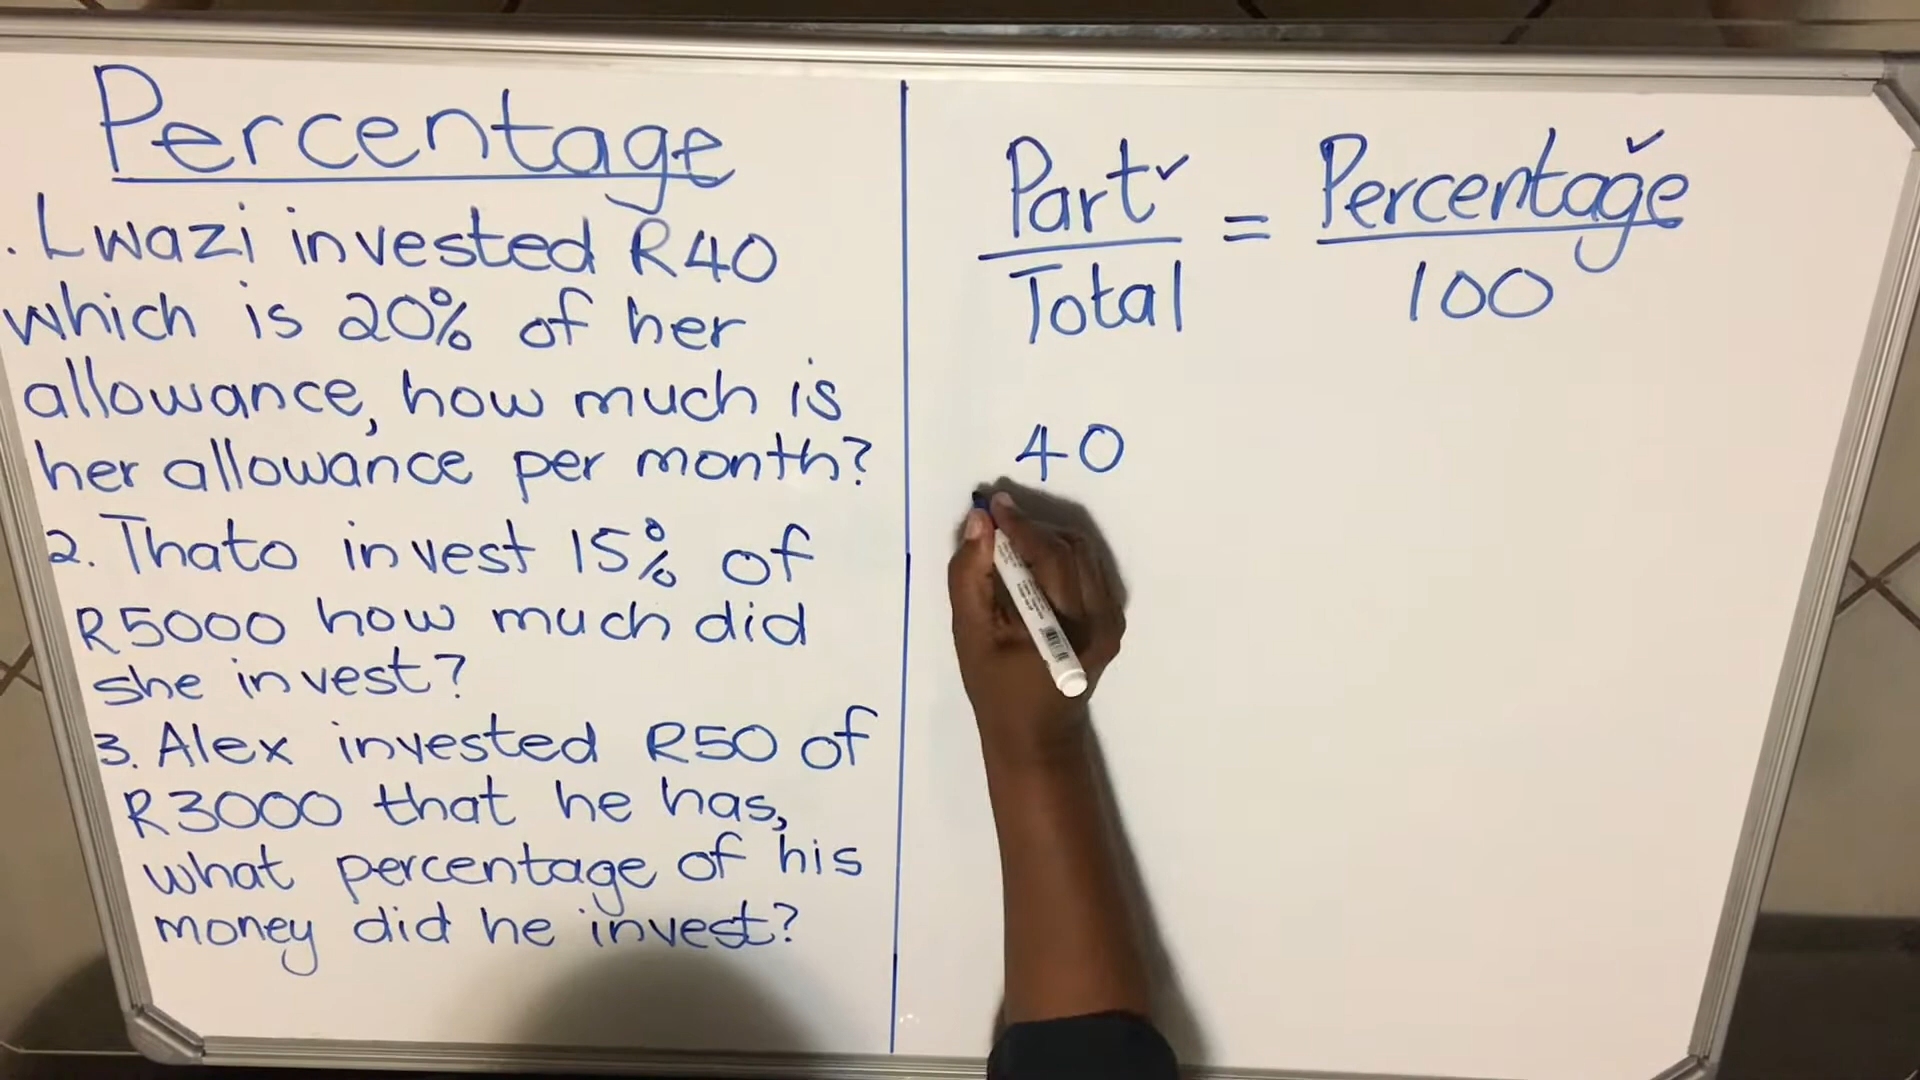 Percentage
. Lwazi invested R40
which is 20% of her
allowance, how much is
her allowance per month?
2. Thato invest 15% of
R5000 how much did
she invest?
3. Alex invested R50 of
R3000 that he has,
what percentage of his
money did he invest?
Part ✓ = Percentage ✓
Total 100
40